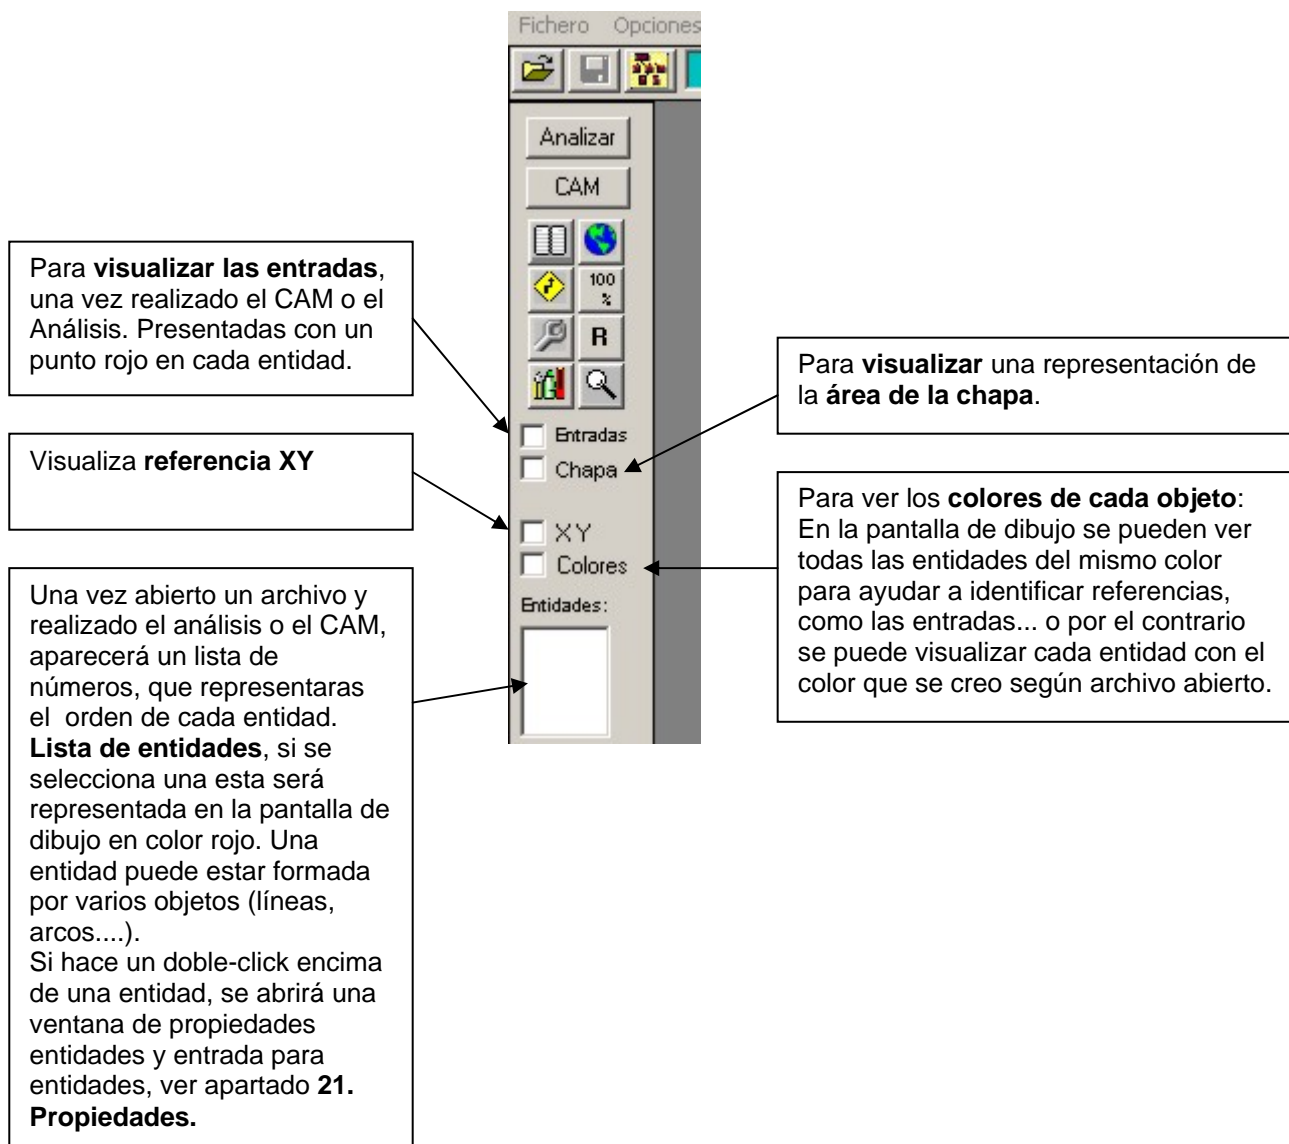 Fichero Opciones
Analizar
CAM
100
%
R
Entradas
Chapa
X Y
Colores
Entidades:
Para visualizar las entradas,
una vez realizado el CAM o el
Análisis. Presentadas con un
punto rojo en cada entidad.
Visualiza referencia XY
Una vez abierto un archivo y
realizado el análisis o el CAM,
aparecerá un lista de
números, que representaras
el  orden de cada entidad.
Lista de entidades, si se
selecciona una esta será
representada en la pantalla de
dibujo en color rojo. Una
entidad puede estar formada
por varios objetos (líneas,
arcos....).
Si hace un doble-click encima
de una entidad, se abrirá una
ventana de propiedades
entidades y entrada para
entidades, ver apartado 21.
Propiedades.
Para visualizar una representación de
la área de la chapa.
Para ver los colores de cada objeto:
En la pantalla de dibujo se pueden ver
todas las entidades del mismo color
para ayudar a identificar referencias,
como las entradas... o por el contrario
se puede visualizar cada entidad con el
color que se creo según archivo abierto.